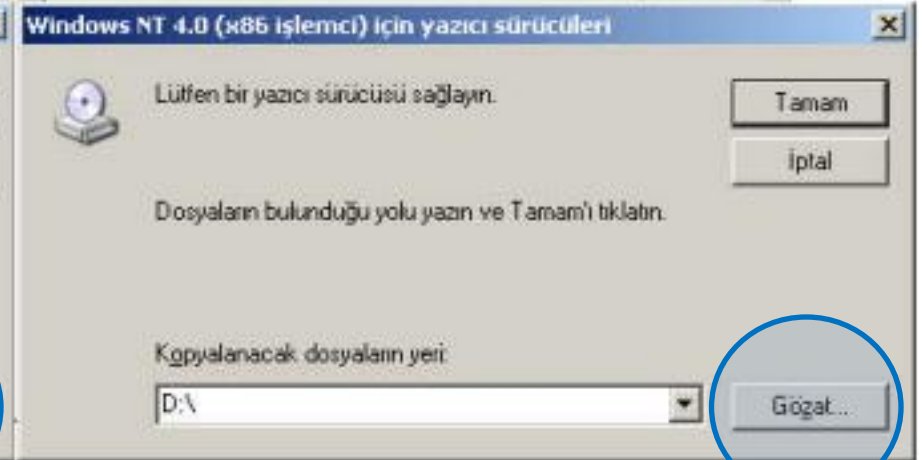 Windows NT 4.0 (x86 işlemci) için yazıcı sürücüleri
Lütfen bir yazıcı sürücüsü sağlayın.
Tamam
İptal
Dosyaların bulunduğu yolu yazın ve Tamam'ı tıklatın.
Kopyalanacak dosyaların yeri:
D:\
Gözat...